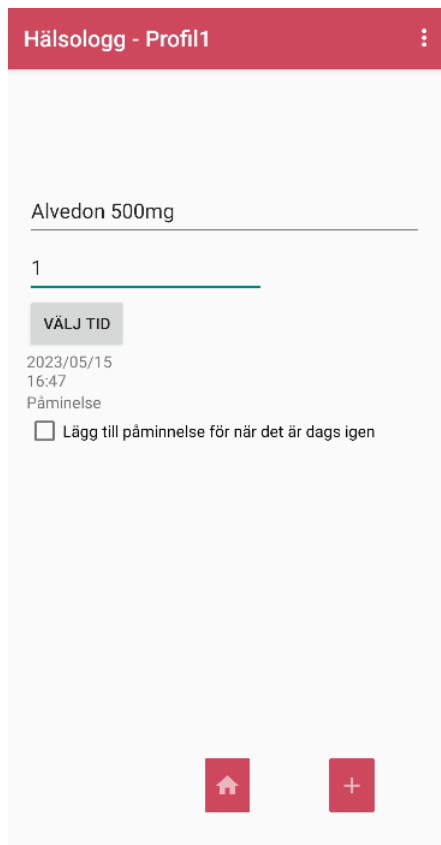 Hälsologg - Profil1
Alvedon 500mg
1
VÄLJ TID
2023/05/15
16:47
Påminelse
Lägg till påminnelse för när det är dags igen